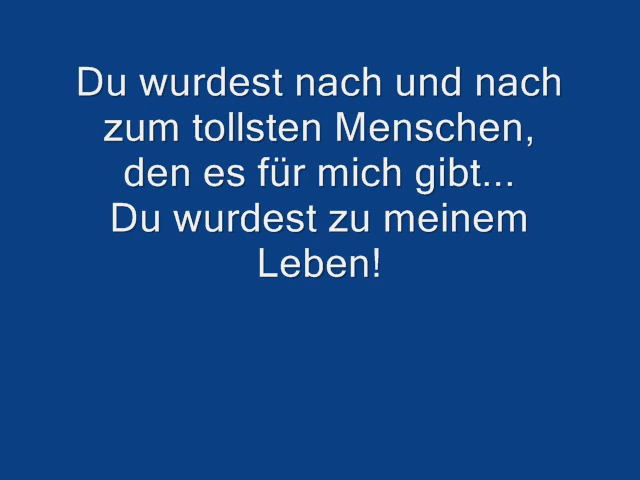 Du wurdest nach und nach
zum tollsten Menschen,
den es für mich gibt...
Du wurdest zu meinem
Leben!